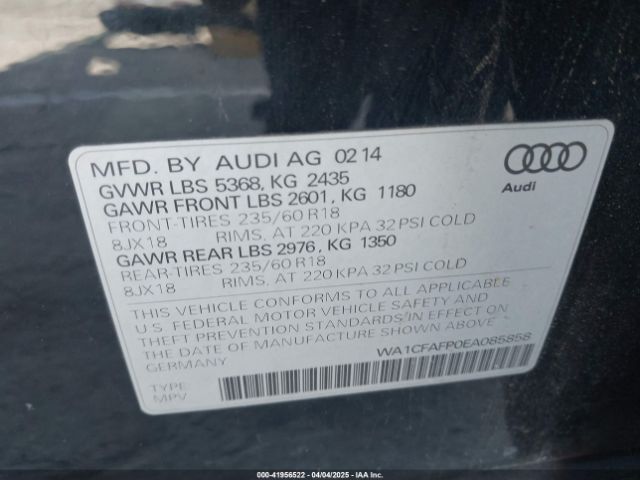 MFD. BY AUDI AG 02 14
GVWR LBS 5368, KG 2435
GAWR FRONT LBS 2601, KG 1180
FRONT-TIRES 235/60 R18
8JX18 RIMS, AT 220 KPA 32 PSI COLD
GAWR REAR LBS 2976, KG 1350
REAR-TIRES 235/60 R18
8JX18 RIMS, AT 220 KPA 32 PSI COLD
THIS VEHICLE CONFORMS TO ALL APPLICABLE
U.S. FEDERAL MOTOR VEHICLE SAFETY AND
THEFT PREVENTION STANDARDS IN EFFECT ON
THE DATE OF MANUFACTURE SHOWN ABOVE
GERMANY
WA1CFAFP0EA085858
TYPE:
MPV
Audi
000-41956522 - 04/04/2025 - IAA Inc.